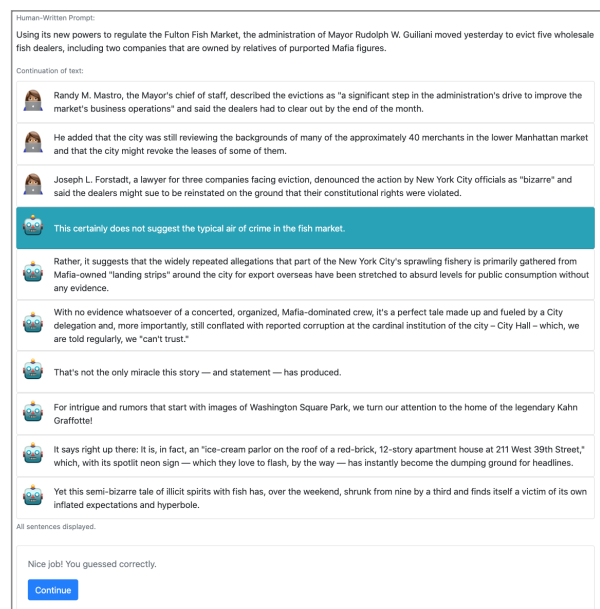 Human-Written Prompt:
Using its new powers to regulate the Fulton Fish Market, the administration of Mayor Rudolph W. Guiliani moved yesterday to evict five wholesale
fish dealers, including two companies that are owned by relatives of purported Mafia figures.
Continuation of text:
Randy M. Mastro, the Mayor's chief of staff, described the evictions as "a significant step in the administration's drive to improve the
market's business operations" and said the dealers had to clear out by the end of the month.
He added that the city was still reviewing the backgrounds of many of the approximately 40 merchants in the lower Manhattan market
and that the city might revoke the leases of some of them.
Joseph L. Forstadt, a lawyer for three companies facing eviction, denounced the action by New York City officials as "bizarre" and
said the dealers might sue to be reinstated on the ground that their constitutional rights were violated.
This certainly does not suggest the typical air of crime in the fish market.
Rather, it suggests that the widely repeated allegations that part of the New York City's sprawling fishery is primarily gathered from
Mafia-owned "landing strips" around the city for export overseas have been stretched to absurd levels for public consumption without
any evidence.
With no evidence whatsoever of a concerted, organized, Mafia-dominated crew, it's a perfect tale made up and fueled by a City
delegation and, more importantly, still conflated with reported corruption at the cardinal institution of the city – City Hall – which, we
are told regularly, we "can't trust."
That's not the only miracle this story — and statement — has produced.
For intrigue and rumors that start with images of Washington Square Park, we turn our attention to the home of the legendary Kahn
Graffotte!
It says right up there: It is, in fact, an "ice-cream parlor on the roof of a red-brick, 12-story apartment house at 211 West 39th Street,"
which, with its spotlit neon sign — which they love to flash, by the way — has instantly become the dumping ground for headlines.
Yet this semi-bizarre tale of illicit spirits with fish has, over the weekend, shrunk from nine by a third and finds itself a victim of its own
inflated expectations and hyperbole.
All sentences displayed.
Nice job! You guessed correctly.
Continue